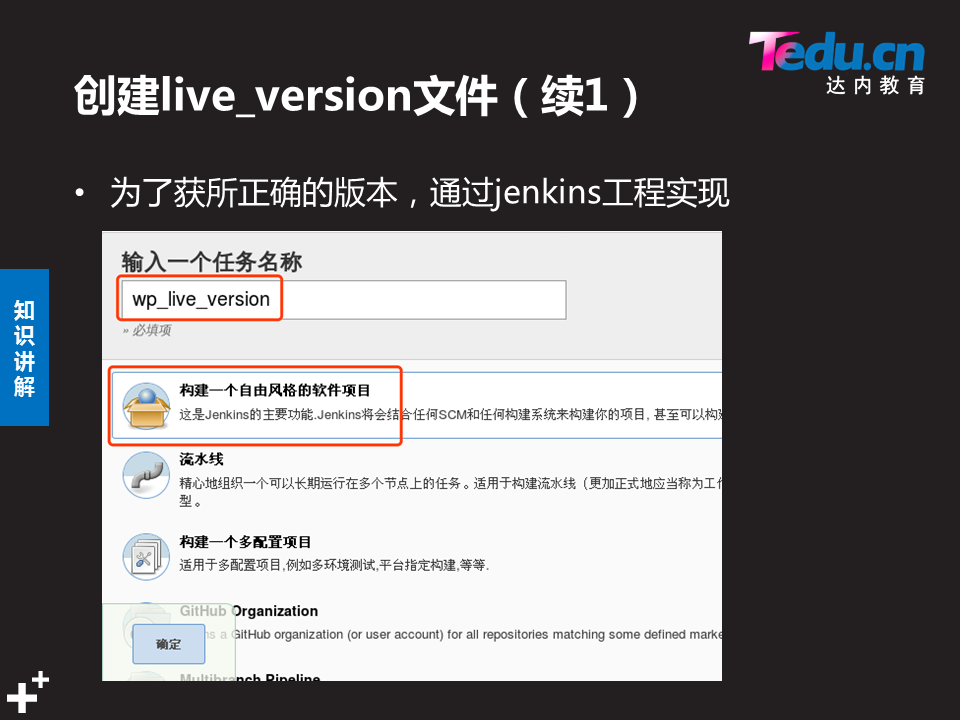 Tedu.cn
达内教育
创建live_version文件（续1）
• 为了获所正确的版本，通过jenkins工程实现
知识讲解
输入一个任务名称
wp_live_version
» 必填项
构建一个自由风格的软件项目
这是Jenkins的主要功能.Jenkins将会结合任何SCM和任何构建系统来构建你的项目, 甚至可以构建
流水线
精心地组织一个可以长期运行在多个节点上的任务。适用于构建流水线（更加正式地应当称为工作
型。
构建一个多配置项目
适用于多配置项目,例如多环境测试,平台指定构建,等等.
GitHub Organization
a GitHub organization (or user account) for all repositories matching some defined marke
确定
Multibranch Pipeline